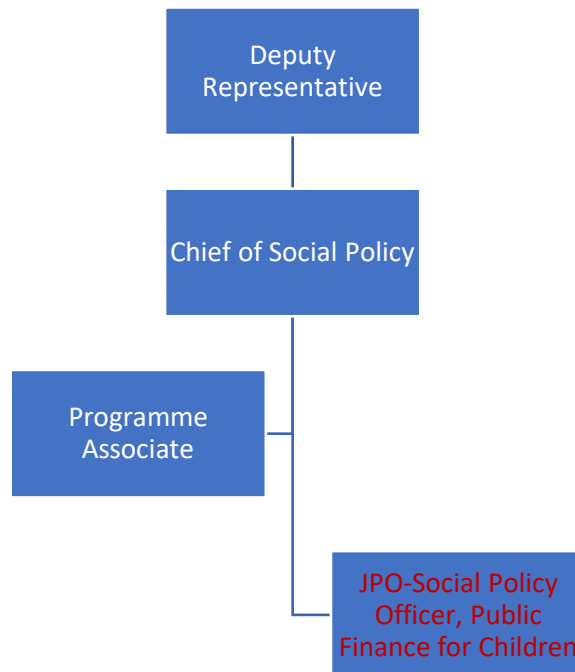 Deputy
Representative
Chief of Social Policy
Programme
Associate
JPO-Social Policy
Officer, Public
Finance for Children